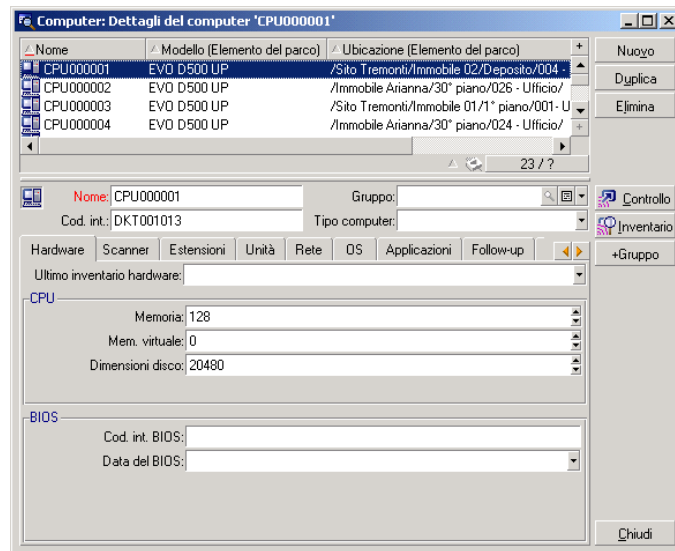 Computer: Dettagli del computer 'CPU000001'
Nome Modello (Elemento del parco) Ubicazione (Elemento del parco) +
CPU000001 EVO D500 UP /Sito Tremonti/Immobile 02/Deposito/004 -
CPU000002 EVO D500 UP /Immobile Arianna/30° piano/026 - Ufficio/
CPU000003 EVO D500 UP /Sito Tremonti/Immobile 01/1° piano/001- U
CPU000004 EVO D500 UP /Immobile Arianna/30° piano/024 - Ufficio/
+
23 / ?
Nuovo
Duplica
Elimina
Nome: CPU000001 Gruppo:
Cod. int.: DKT001013 Tipo computer:
Controllo
Inventario
+Gruppo
Hardware Scanner Estensioni Unità Rete OS Applicazioni Follow-up
Ultimo inventario hardware:
CPU
Memoria: 128
Mem. virtuale: 0
Dimensioni disco: 20480
BIOS
Cod. int. BIOS:
Data del BIOS:
Chiudi